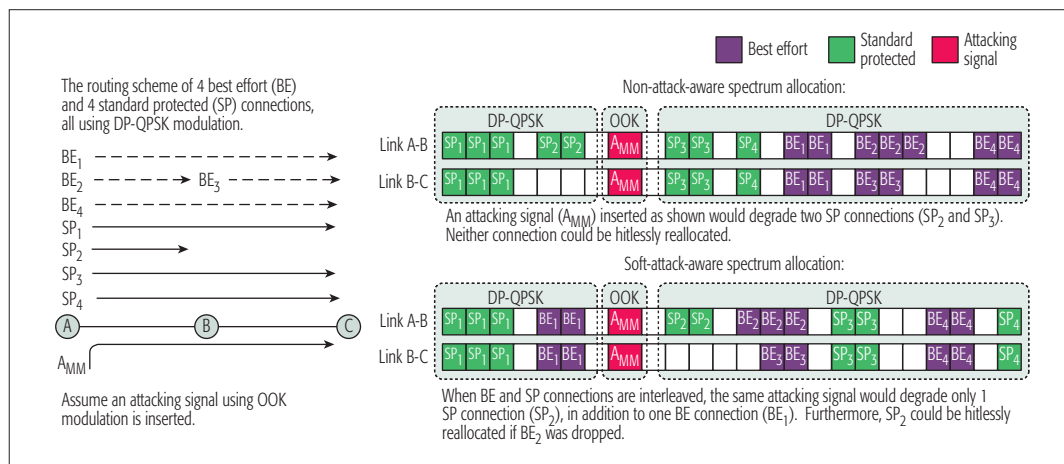 Best effort
Standard
protected
Attacking
signal
The routing scheme of 4 best effort (BE)
and 4 standard protected (SP) connections,
all using DP-QPSK modulation.
BE1
BE2 BE3
BE4
SP1
SP2
SP3
SP4
A B C
AMM
Assume an attacking signal using OOK
modulation is inserted.
Non-attack-aware spectrum allocation:
DP-QPSK OOK DP-QPSK
Link A-B SP1 SP1 SP1 SP2 SP2 AMM SP3 SP3 SP4 BE1 BE1 BE2 BE2 BE2 BE4 BE4
Link B-C SP1 SP1 SP1 AMM SP3 SP3 SP4 BE1 BE1 BE3 BE3 BE4 BE4
An attacking signal (AMM) inserted as shown would degrade two SP connections (SP2 and SP3).
Neither connection could be hitlessly reallocated.
Soft-attack-aware spectrum allocation:
DP-QPSK OOK DP-QPSK
Link A-B SP1 SP1 SP1 BE1 BE1 AMM SP2 SP2 BE2 BE2 BE2 SP3 SP3 BE4 BE4 SP4
Link B-C SP1 SP1 SP1 BE1 BE1 AMM BE3 BE3 SP3 SP3 BE4 BE4 SP4
When BE and SP connections are interleaved, the same attacking signal would degrade only 1
SP connection (SP2), in addition to one BE connection (BE1). Furthermore, SP2 could be hitlessly
reallocated if BE2 was dropped.